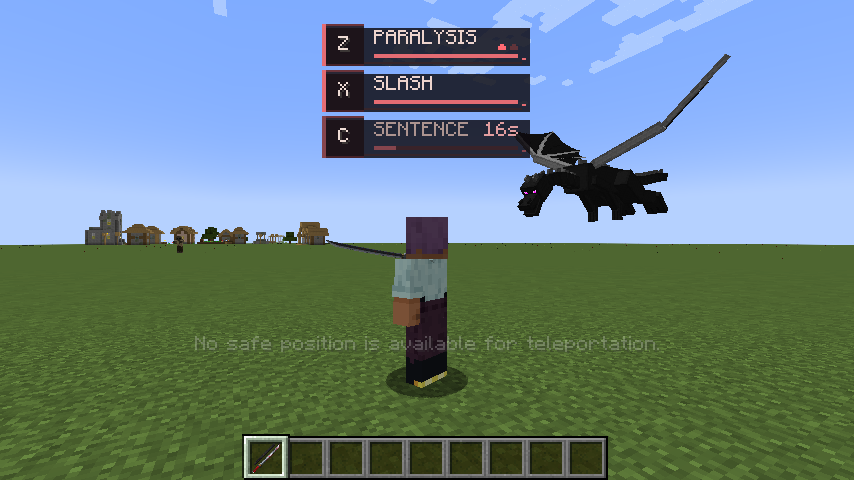 Z PARALYSIS
X SLASH
C SENTENCE 16s
No safe position is available for teleportation.